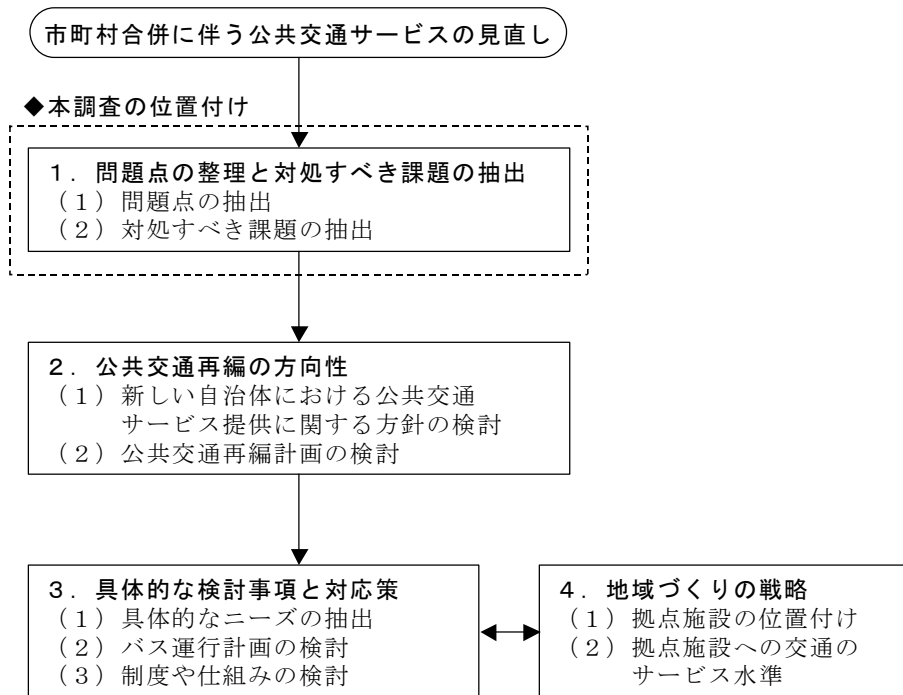 市町村合併に伴う公共交通サービスの見直し
◆本調査の位置付け
１．問題点の整理と対処すべき課題の抽出
（１）問題点の抽出
（２）対処すべき課題の抽出
２．公共交通再編の方向性
（１）新しい自治体における公共交通
サービス提供に関する方針の検討
（２）公共交通再編計画の検討
３．具体的な検討事項と対応策
（１）具体的なニーズの抽出
（２）バス運行計画の検討
（３）制度や仕組みの検討
４．地域づくりの戦略
（１）拠点施設の位置付け
（２）拠点施設への交通の
サービス水準